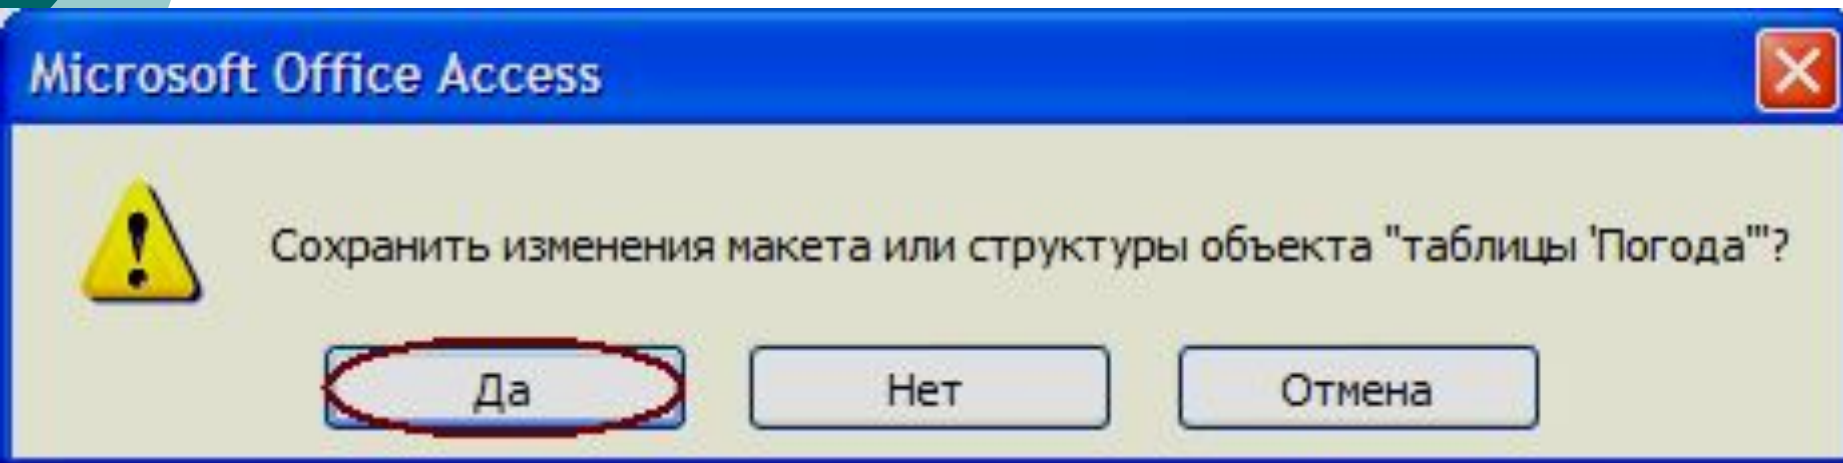 Microsoft Office Access
Сохранить изменения макета или структуры объекта "таблицы 'Погода'"?
Да
Нет
Отмена